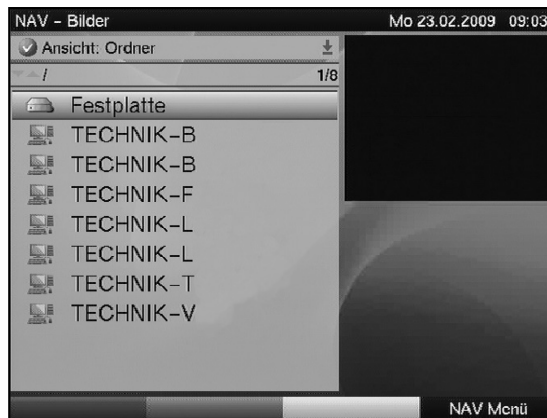 NAV – Bilder Mo 23.02.2009 09:03
Ansicht: Ordner
/ 1/8
Festplatte
TECHNIK–B
TECHNIK–B
TECHNIK–F
TECHNIK–L
TECHNIK–L
TECHNIK–T
TECHNIK–V
NAV Menü